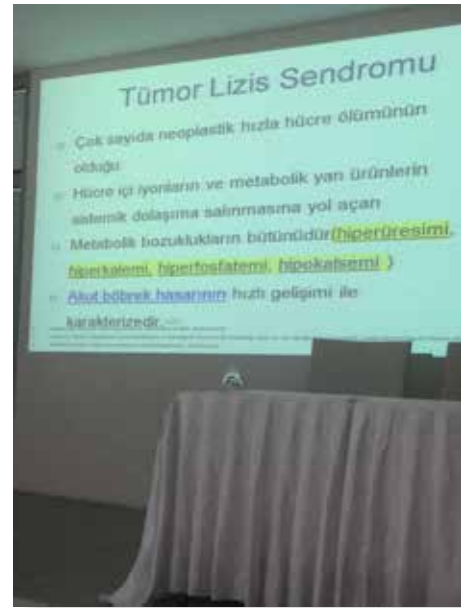 Tümor Lizis Sendromu
Çok sayıda neoplastik hızla hücre ölümünün
olduğu
Hücre içi iyonların ve metabolik yan ürünlerin
sistemik dolaşıma salınmasına yol açan
Metabolik bozuklukların bütünüdür(hiperüresimi,
hiperkalemi, hiperfosfatemi, hipokalsemi )
Akut böbrek hasarının hızlı gelişimi ile
karakterizedir.